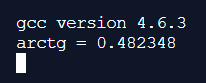 gcc version 4.6.3
arctg = 0.482348